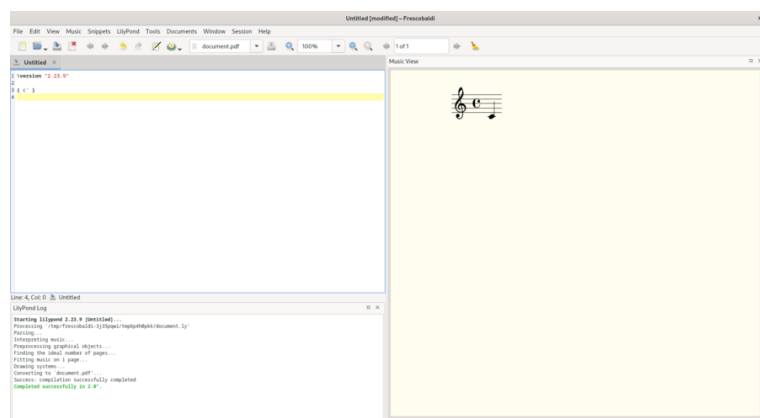 Untitled [modified] – Frescobaldi
File Edit View Music Snippets LilyPond Tools Documents Window Session Help
document.pdf 100% 1 of 1
Untitled
Music View
1 \version "2.23.9"
2
3 { c' }
4
Line: 4, Col: 0 Untitled
LilyPond Log
Starting lilypond 2.23.9 [Untitled]...
Processing `/tmp/frescobaldi-3j35pqwi/tmp6p4h0pkk/document.ly'
Parsing...
Interpreting music...
Preprocessing graphical objects...
Finding the ideal number of pages...
Fitting music on 1 page...
Drawing systems...
Converting to `document.pdf'...
Success: compilation successfully completed
Completed successfully in 2.0".